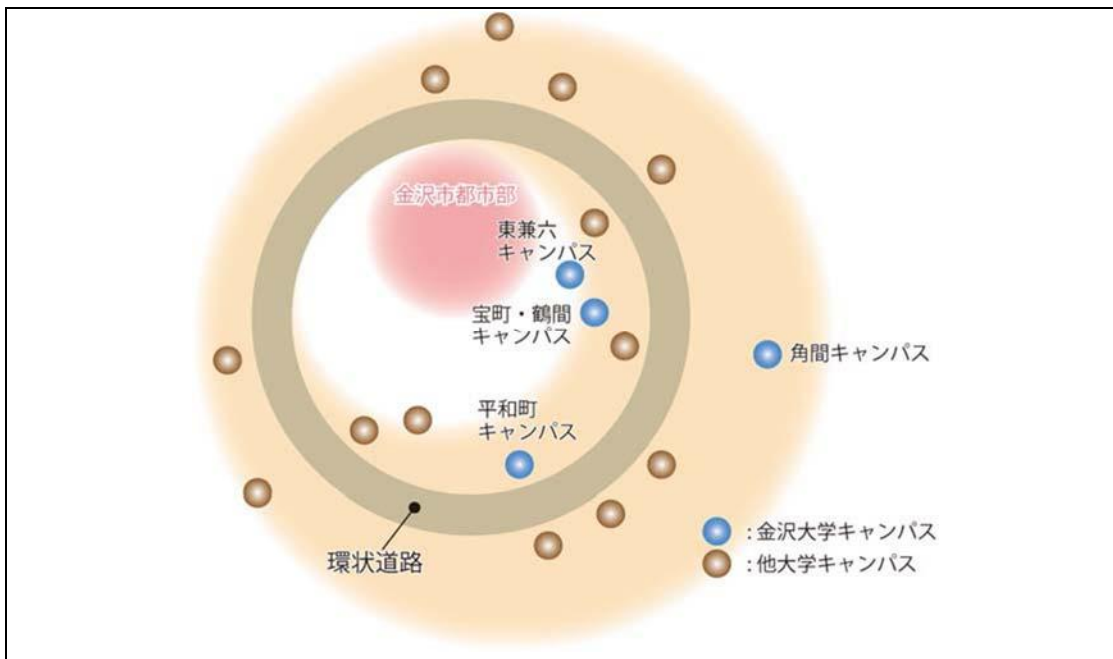 金沢市都市部
東兼六
キャンパス
宝町・鶴間
キャンパス
角間キャンパス
平和町
キャンパス
環状道路
：金沢大学キャンパス
：他大学キャンパス